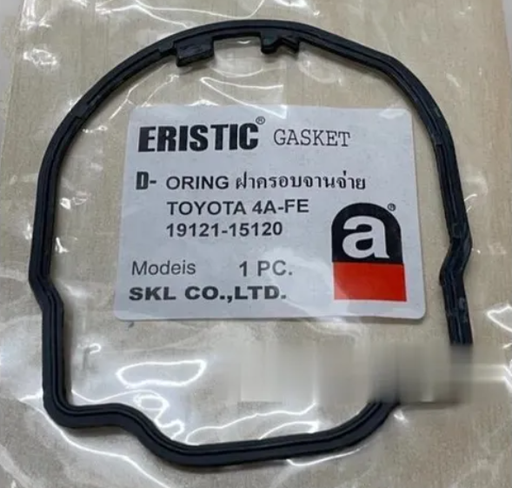 ERISTIC® GASKET
D- ORING ฝาครอบจานจ่าย
TOYOTA 4A-FE
19121-15120
a®
Modeis 1 PC.
SKL CO.,LTD.